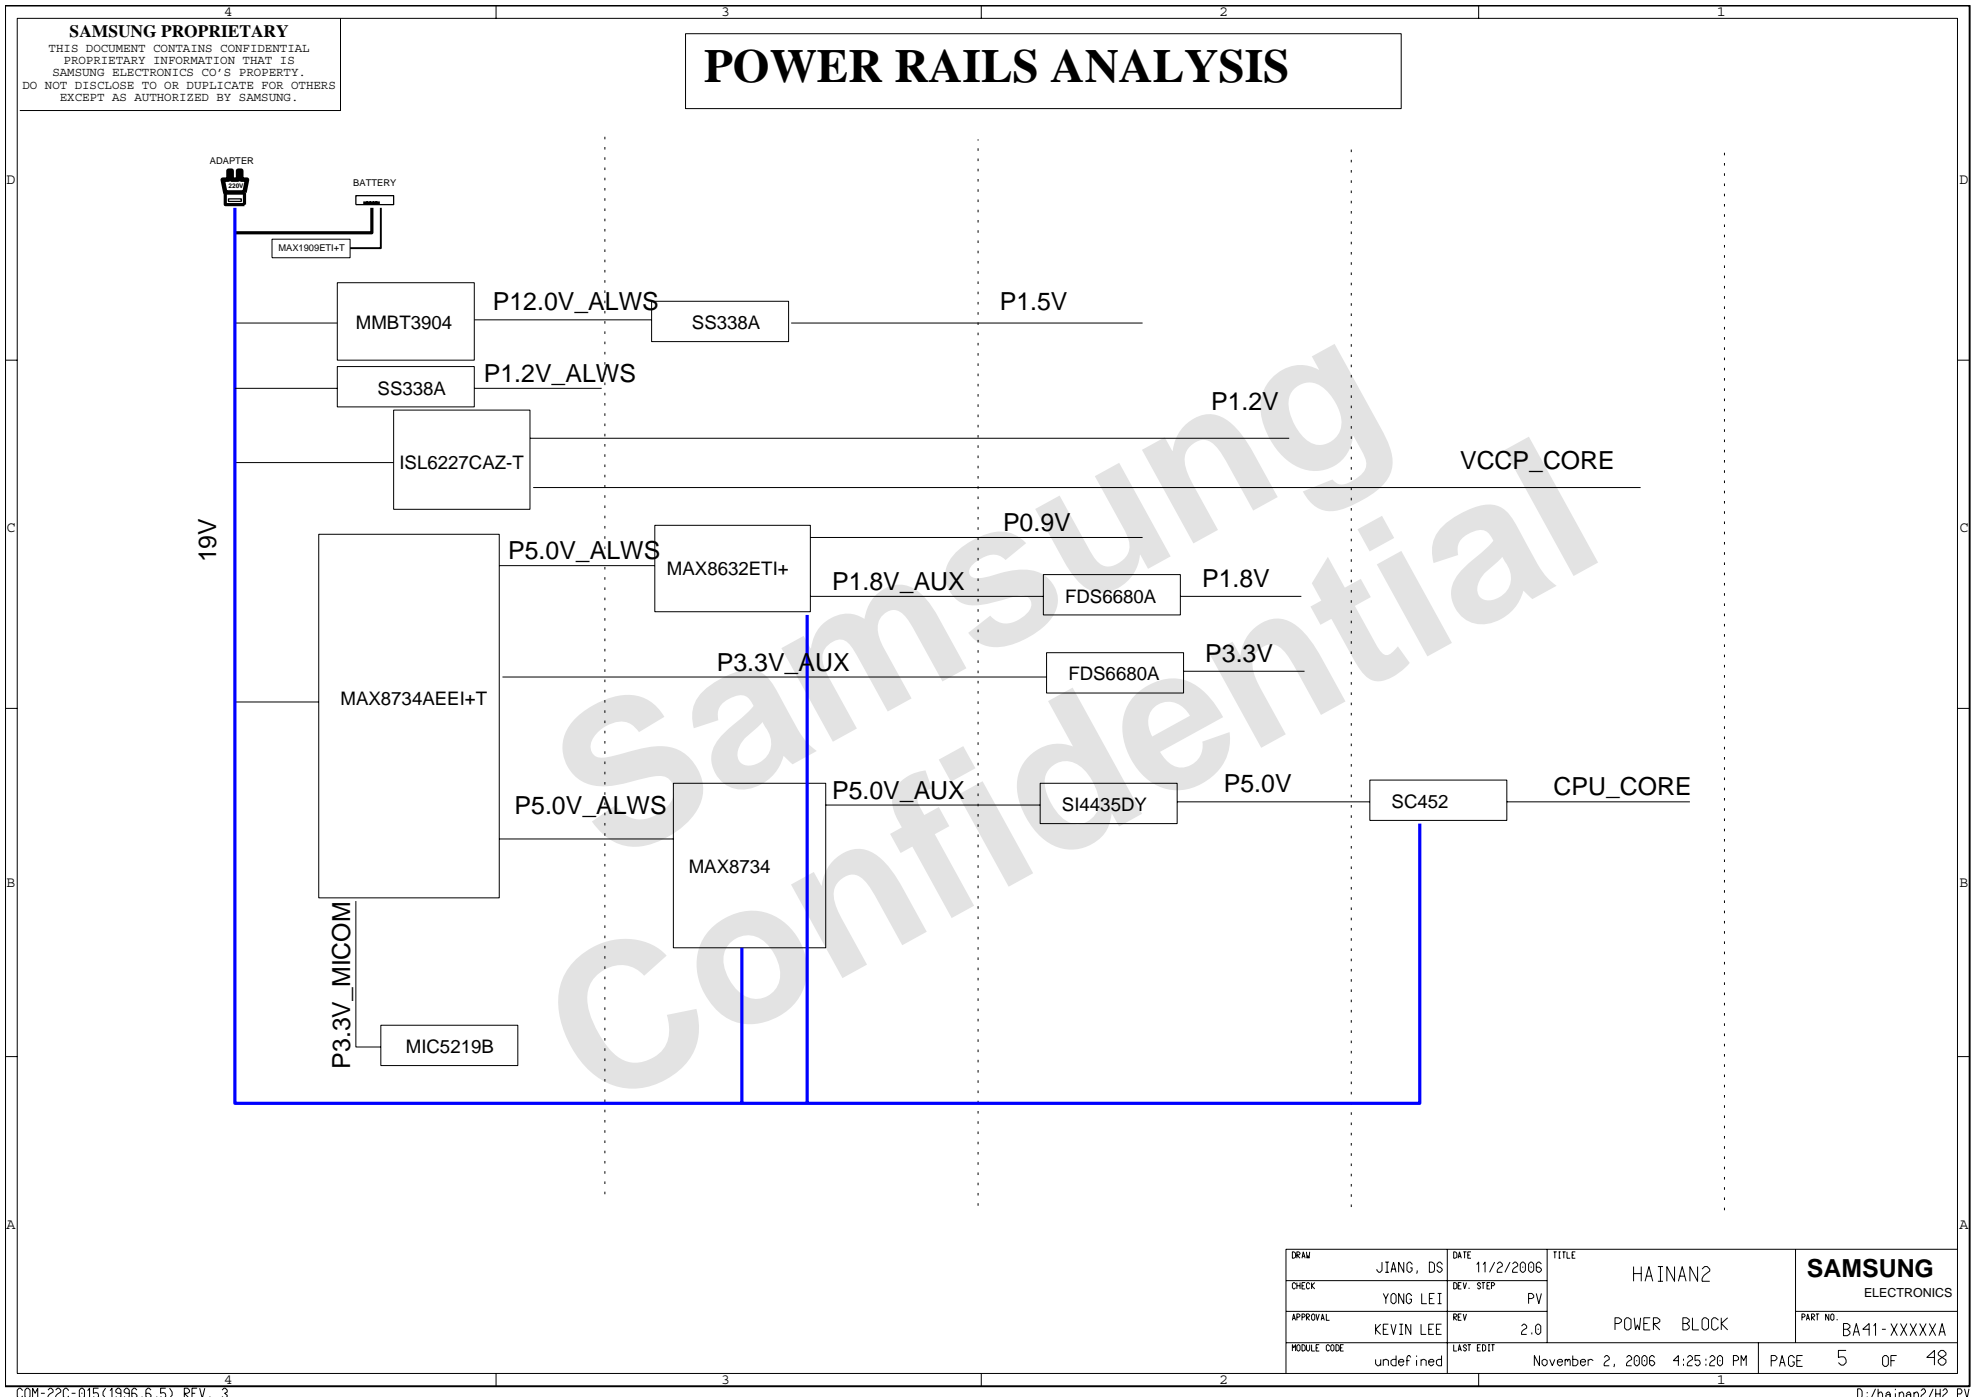 4 3 2 1
SAMSUNG PROPRIETARY
THIS DOCUMENT CONTAINS CONFIDENTIAL
PROPRIETARY INFORMATION THAT IS
SAMSUNG ELECTRONICS CO'S PROPERTY.
DO NOT DISCLOSE TO OR DUPLICATE FOR OTHERS
EXCEPT AS AUTHORIZED BY SAMSUNG.
POWER RAILS ANALYSIS
ADAPTER
220V
BATTERY
D D
MAX1909ETI+T
MMBT3904
P12.0V_ALWS
SS338A
P1.5V
SS338A
P1.2V_ALWS
P1.2V
ISL6227CAZ-T
VCCP_CORE
19V
C C
P5.0V_ALWS
MAX8632ETI+
P0.9V
P1.8V_AUX
FDS6680A
P1.8V
MAX8734AEEI+T
P3.3V_AUX
FDS6680A
P3.3V
P5.0V_ALWS
MAX8734
P5.0V_AUX
SI4435DY
P5.0V
SC452
CPU_CORE
B B
P3.3V_MICOM
MIC5219B
Samsung
Confidential
A A
DRAW
JIANG, DS
DATE
11/2/2006
TITLE
HAINAN2
SAMSUNG
ELECTRONICS
CHECK
YONG LEI
DEV. STEP
PV
APPROVAL
KEVIN LEE
REV
2.0
POWER BLOCK
PART NO.
BA41-XXXXXA
MODULE CODE
undefined
LAST EDIT
November 2, 2006 4:25:20 PM
PAGE 5 OF 48
4 3 2 1
COM-22C-015(1996.6.5) REV. 3
D:/hainan2/H2_PV